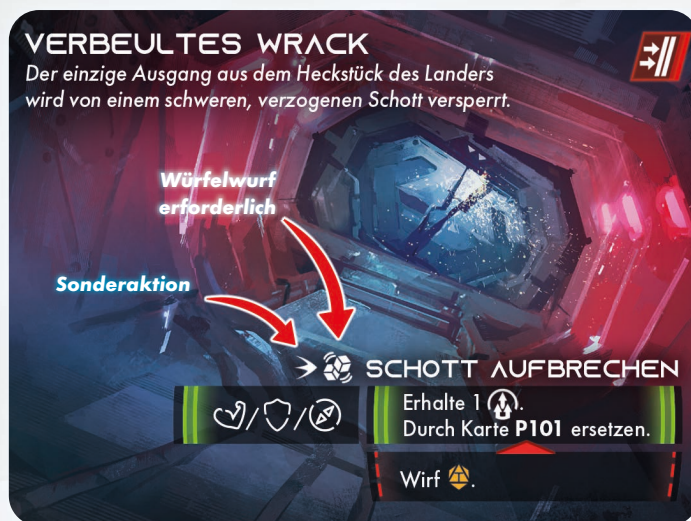 VERBEULTES WRACK
Der einzige Ausgang aus dem Heckstück des Landers
wird von einem schweren, verzogenen Schott versperrt.
Würfelwurf
erforderlich
Sonderaktion
SCHOTT AUFBRECHEN
/ /
Erhalte 1 .
Durch Karte P101 ersetzen.
Wirf .